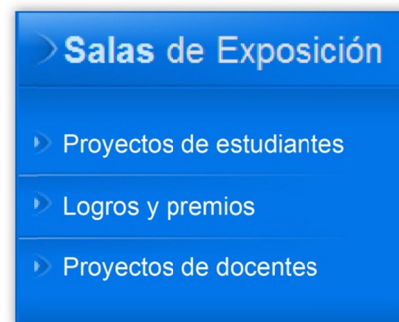 Salas de Exposición
Proyectos de estudiantes
Logros y premios
Proyectos de docentes